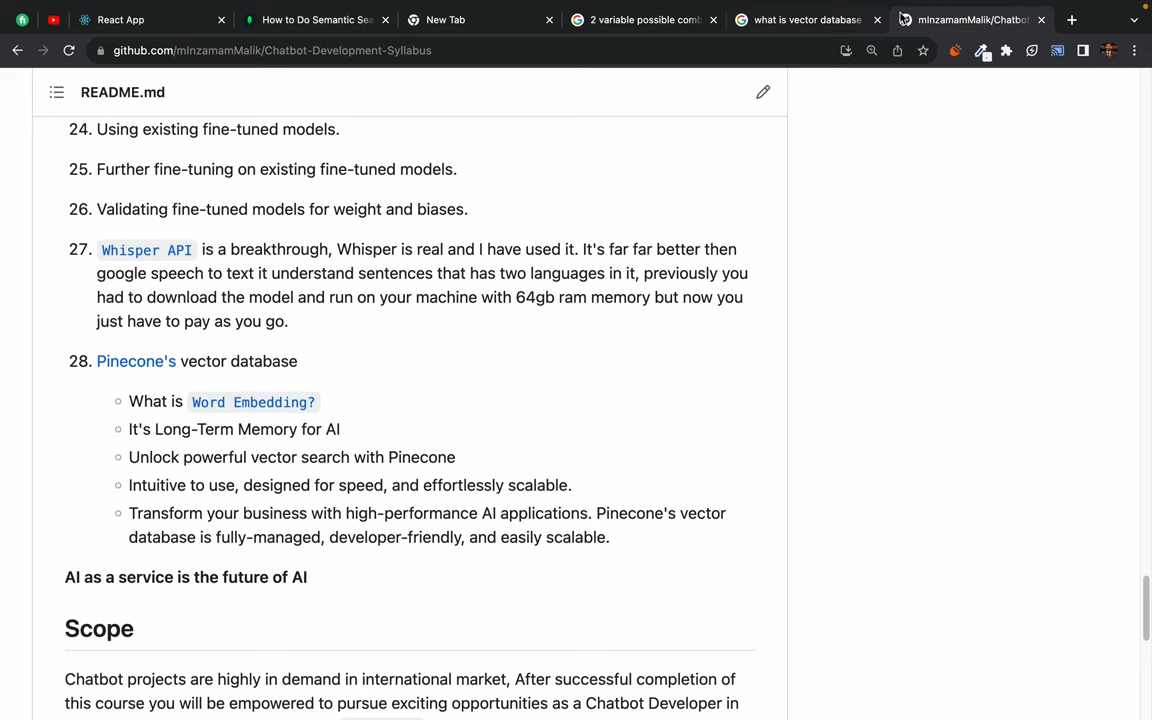 React App
How to Do Semantic Sea
New Tab
2 variable possible comb
what is vector database
mInzamamMalik/Chatbot
github.com/mInzamamMalik/Chatbot-Development-Syllabus
README.md
24. Using existing fine-tuned models.
25. Further fine-tuning on existing fine-tuned models.
26. Validating fine-tuned models for weight and biases.
27. Whisper API is a breakthrough, Whisper is real and I have used it. It's far far better then
google speech to text it understand sentences that has two languages in it, previously you
had to download the model and run on your machine with 64gb ram memory but now you
just have to pay as you go.
28. Pinecone's vector database
What is Word Embedding?
It's Long-Term Memory for AI
Unlock powerful vector search with Pinecone
Intuitive to use, designed for speed, and effortlessly scalable.
Transform your business with high-performance AI applications. Pinecone's vector
database is fully-managed, developer-friendly, and easily scalable.
AI as a service is the future of AI
Scope
Chatbot projects are highly in demand in international market, After successful completion of
this course you will be empowered to pursue exciting opportunities as a Chatbot Developer in